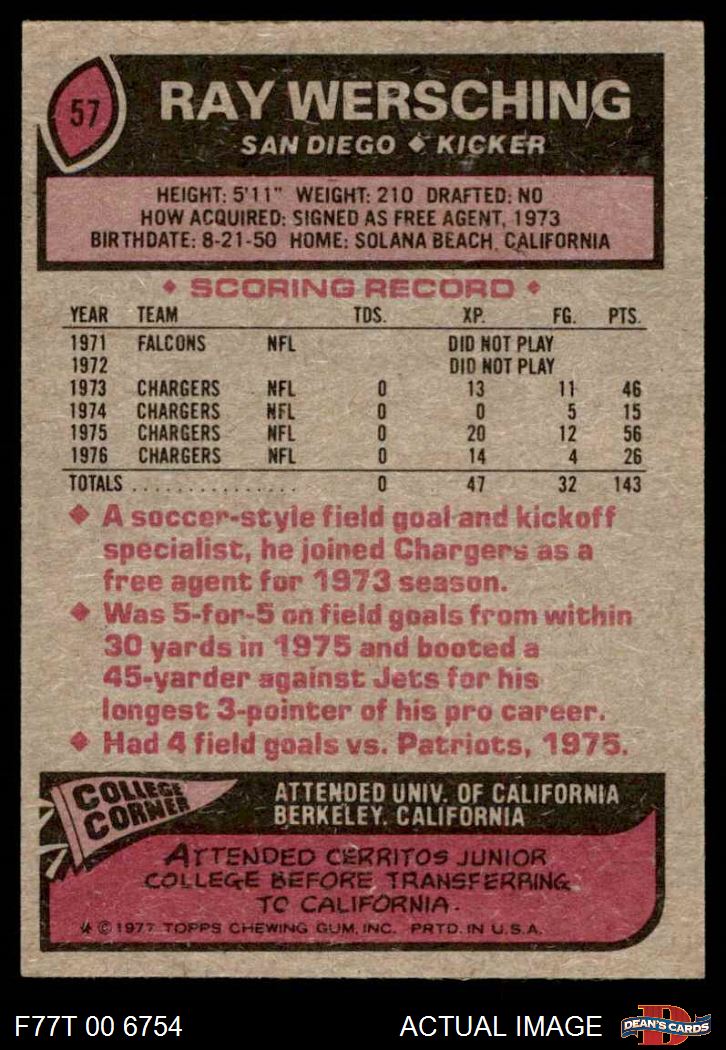 57
RAY WERSCHING
SAN DIEGO ♦ KICKER
HEIGHT: 5'11" WEIGHT: 210 DRAFTED: NO
HOW ACQUIRED: SIGNED AS FREE AGENT, 1973
BIRTHDATE: 8-21-50 HOME: SOLANA BEACH, CALIFORNIA
♦ SCORING RECORD ♦
YEAR TEAM TDS. XP. FG. PTS.
1971 FALCONS NFL DID NOT PLAY
1972 DID NOT PLAY
1973 CHARGERS NFL 0 13 11 46
1974 CHARGERS NFL 0 0 5 15
1975 CHARGERS NFL 0 20 12 56
1976 CHARGERS NFL 0 14 4 26
TOTALS . . . . . . . . . . . . . . . . 0 47 32 143
♦ A soccer-style field goal and kickoff
specialist, he joined Chargers as a
free agent for 1973 season.
♦ Was 5-for-5 on field goals from within
30 yards in 1975 and booted a
45-yarder against Jets for his
longest 3-pointer of his pro career.
♦ Had 4 field goals vs. Patriots, 1975.
COLLEGE
CORNER
ATTENDED UNIV. OF CALIFORNIA
BERKELEY, CALIFORNIA
ATTENDED CERRITOS JUNIOR
COLLEGE BEFORE TRANSFERRING
TO CALIFORNIA.
* © 1977 TOPPS CHEWING GUM, INC. PRTD. IN U.S.A.
F77T 00 6754
ACTUAL IMAGE
D
DEAN'S CARDS